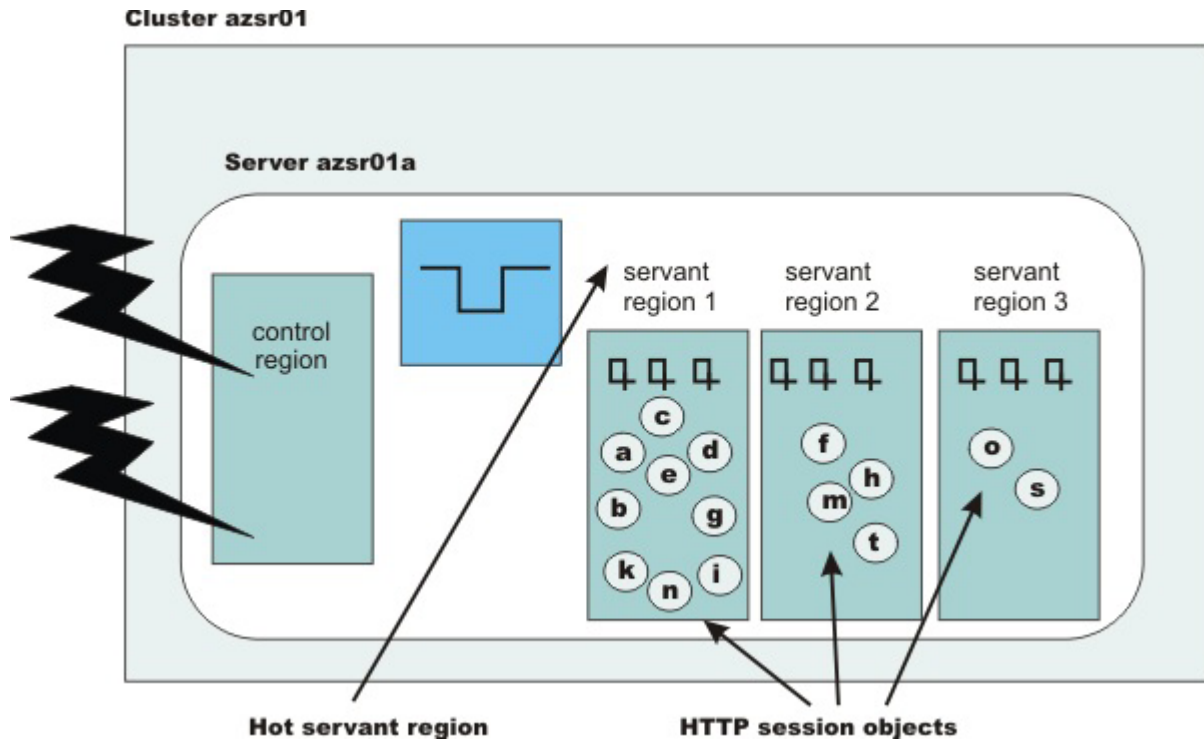 Cluster azsr01
Server azsr01a
control
region
servant
region 1
servant
region 2
servant
region 3
c
a
d
e
b
g
k
n
i
f
h
m
t
o
s
Hot servant region
HTTP session objects